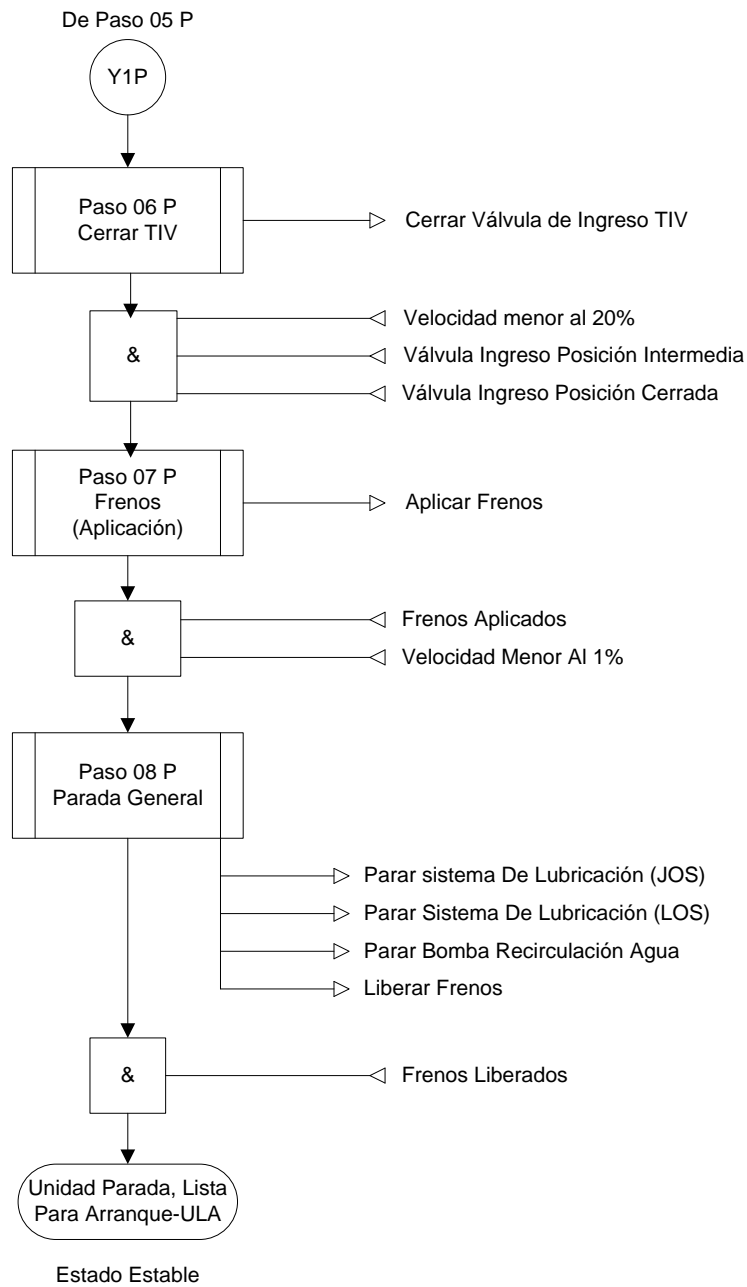 De Paso 05 P
Y1P
Paso 06 P
Cerrar TIV
Cerrar Válvula de Ingreso TIV
&
Velocidad menor al 20%
Válvula Ingreso Posición Intermedia
Válvula Ingreso Posición Cerrada
Paso 07 P
Frenos
(Aplicación)
Aplicar Frenos
&
Frenos Aplicados
Velocidad Menor Al 1%
Paso 08 P
Parada General
Parar sistema De Lubricación (JOS)
Parar Sistema De Lubricación (LOS)
Parar Bomba Recirculación Agua
Liberar Frenos
&
Frenos Liberados
Unidad Parada, Lista
Para Arranque-ULA
Estado Estable